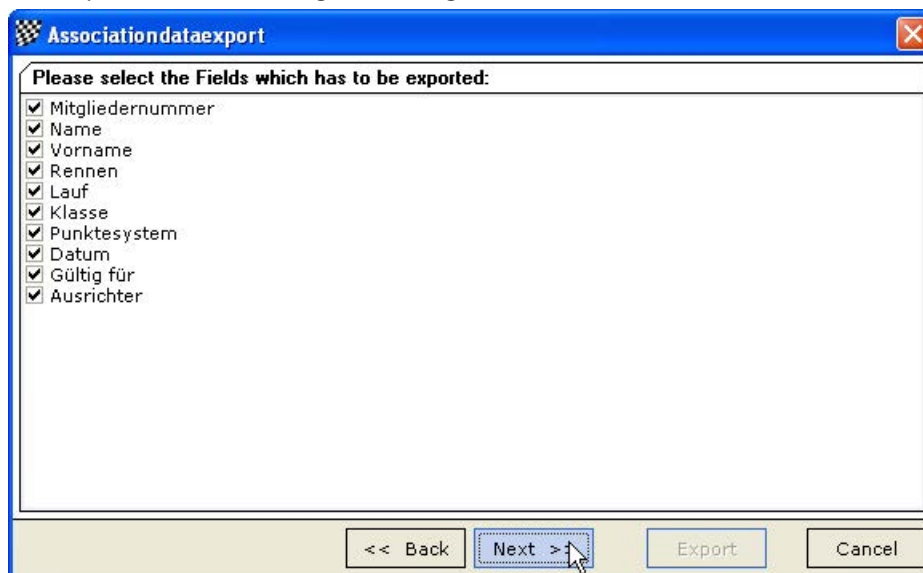 Associationdataexport
Please select the Fields which has to be exported:
Mitgliedernummer
Name
Vorname
Rennen
Lauf
Klasse
Punktesystem
Datum
Gültig für
Ausrichter
<< Back Next >> Export Cancel